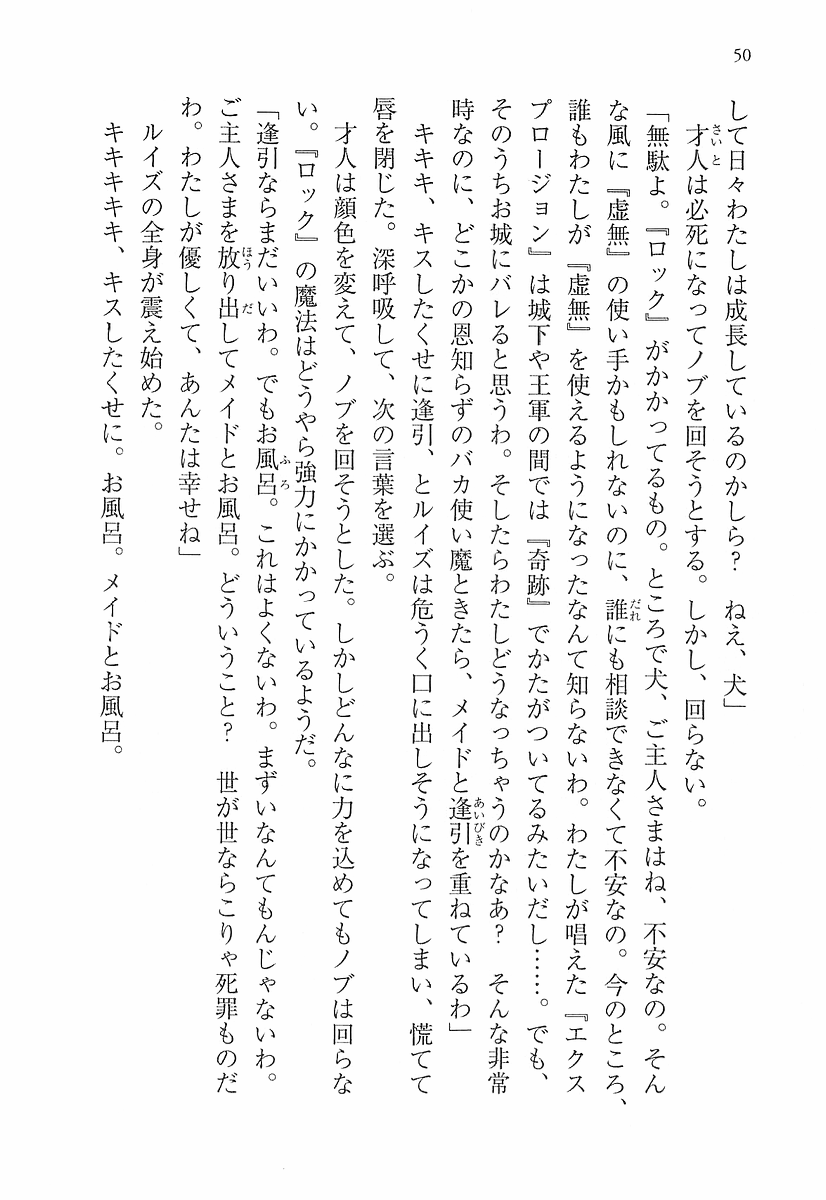 50
して日々わたしは成長しているのかしら？　ねえ、犬」
　才人は必死になってノブを回そうとする。しかし、回らない。
「無駄よ。『ロック』がかかってるもの。ところで犬、ご主人さまはね、不安なの。そん
な風に『虚無』の使い手かもしれないのに、誰にも相談できなくて不安なの。今のところ、
誰もわたしが『虚無』を使えるようになったなんて知らないわ。わたしが唱えた『エクス
プロージョン』は城下や王軍の間では『奇跡』でかたがついてるみたいだし……。でも、
そのうちお城にバレると思うわ。そしたらわたしどうなっちゃうのかなあ？　そんな非常
時なのに、どこかの恩知らずのバカ使い魔ときたら、メイドと逢引を重ねているわ」
　キキキ、キスしたくせに逢引、とルイズは危うく口に出しそうになってしまい、慌てて
唇を閉じた。深呼吸して、次の言葉を選ぶ。
　才人は顔色を変えて、ノブを回そうとした。しかしどんなに力を込めてもノブは回らな
い。『ロック』の魔法はどうやら強力にかかっているようだ。
「逢引ならまだいいわ。でもお風呂。これはよくないわ。まずいなんてもんじゃないわ。
ご主人さまを放り出してメイドとお風呂。どういうこと？　世が世ならこりゃ死罪ものだ
わ。わたしが優しくて、あんたは幸せね」
　ルイズの全身が震え始めた。
　キキキキキ、キスしたくせに。お風呂。メイドとお風呂。